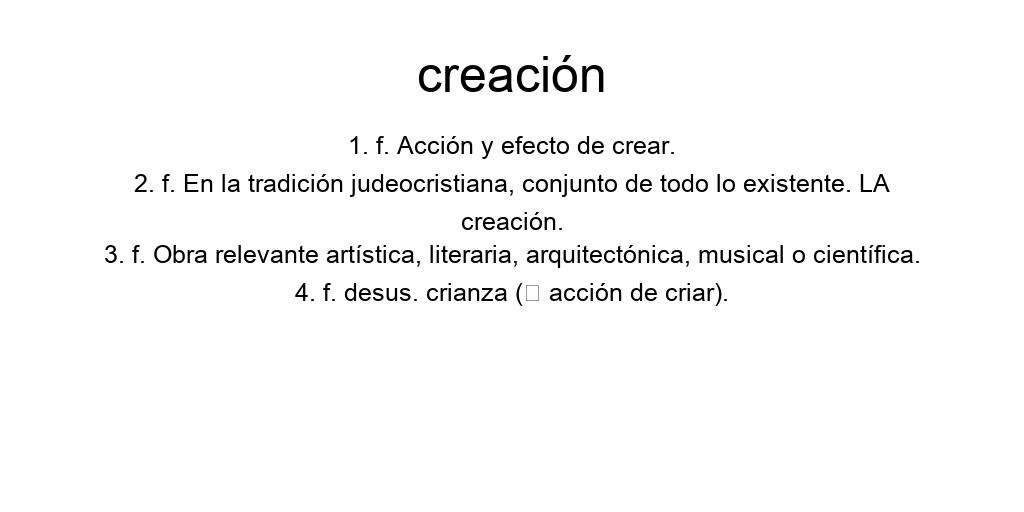 creación
1. f. Acción y efecto de crear.
2. f. En la tradición judeocristiana, conjunto de todo lo existente. LA
creación.
3. f. Obra relevante artística, literaria, arquitectónica, musical o científica.
4. f. desus. crianza (□ acción de criar).